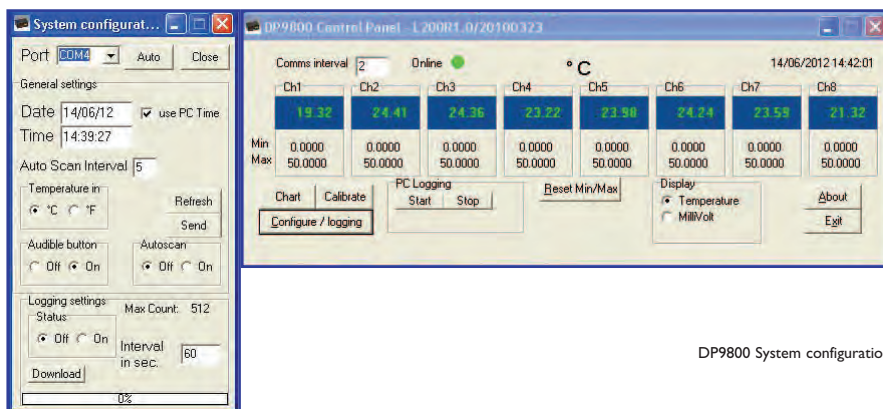 System configurat...
Port COM4 Auto Close
General settings
Date 14/06/12 use PC Time
Time 14:39:27
Auto Scan Interval 5
Temperature in
°C °F
Refresh
Send
Audible button
Off On
Autoscan
Off On
Logging settings
Status
Off On
Max Count: 512
Interval in sec. 60
Download
0%
DP9800 Control Panel - L200R1.0/20100323
Comms interval 2 Online °C 14/06/2012 14:42:01
Ch1 Ch2 Ch3 Ch4 Ch5 Ch6 Ch7 Ch8
19.32 24.41 24.36 23.22 23.98 24.24 23.59 21.32
Min 0.0000 0.0000 0.0000 0.0000 0.0000 0.0000 0.0000 0.0000
Max 50.0000 50.0000 50.0000 50.0000 50.0000 50.0000 50.0000 50.0000
Chart Calibrate
Configure / logging
PC Logging
Start Stop
Reset Min/Max
Display
Temperature
MilliVolt
About
Exit
DP9800 System configuratio